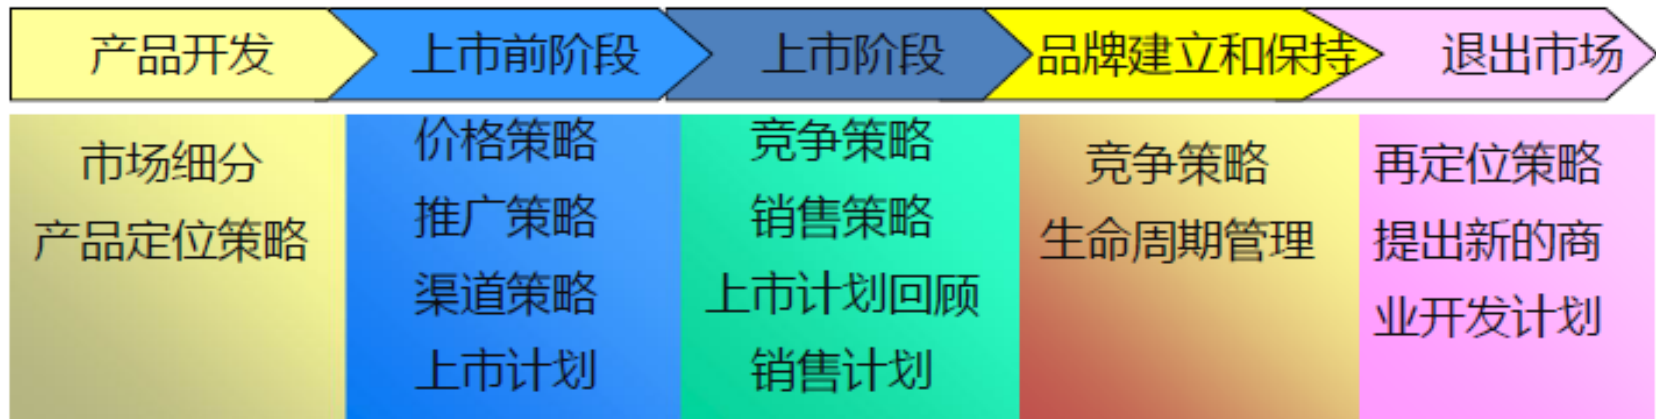 产品开发
上市前阶段
上市阶段
品牌建立和保持
退出市场
市场细分
产品定位策略
价格策略
推广策略
渠道策略
上市计划
竞争策略
销售策略
上市计划回顾
销售计划
竞争策略
生命周期管理
再定位策略
提出新的商
业开发计划